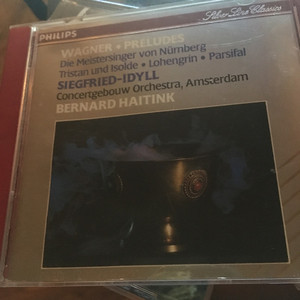 PHILIPS
Silver Line Classics
WAGNER • PRELUDES
Die Meistersinger von Nürnberg
Tristan und Isolde • Lohengrin • Parsifal
SIEGFRIED-IDYLL
Concertgebouw Orchestra, Amsterdam
BERNARD HAITINK